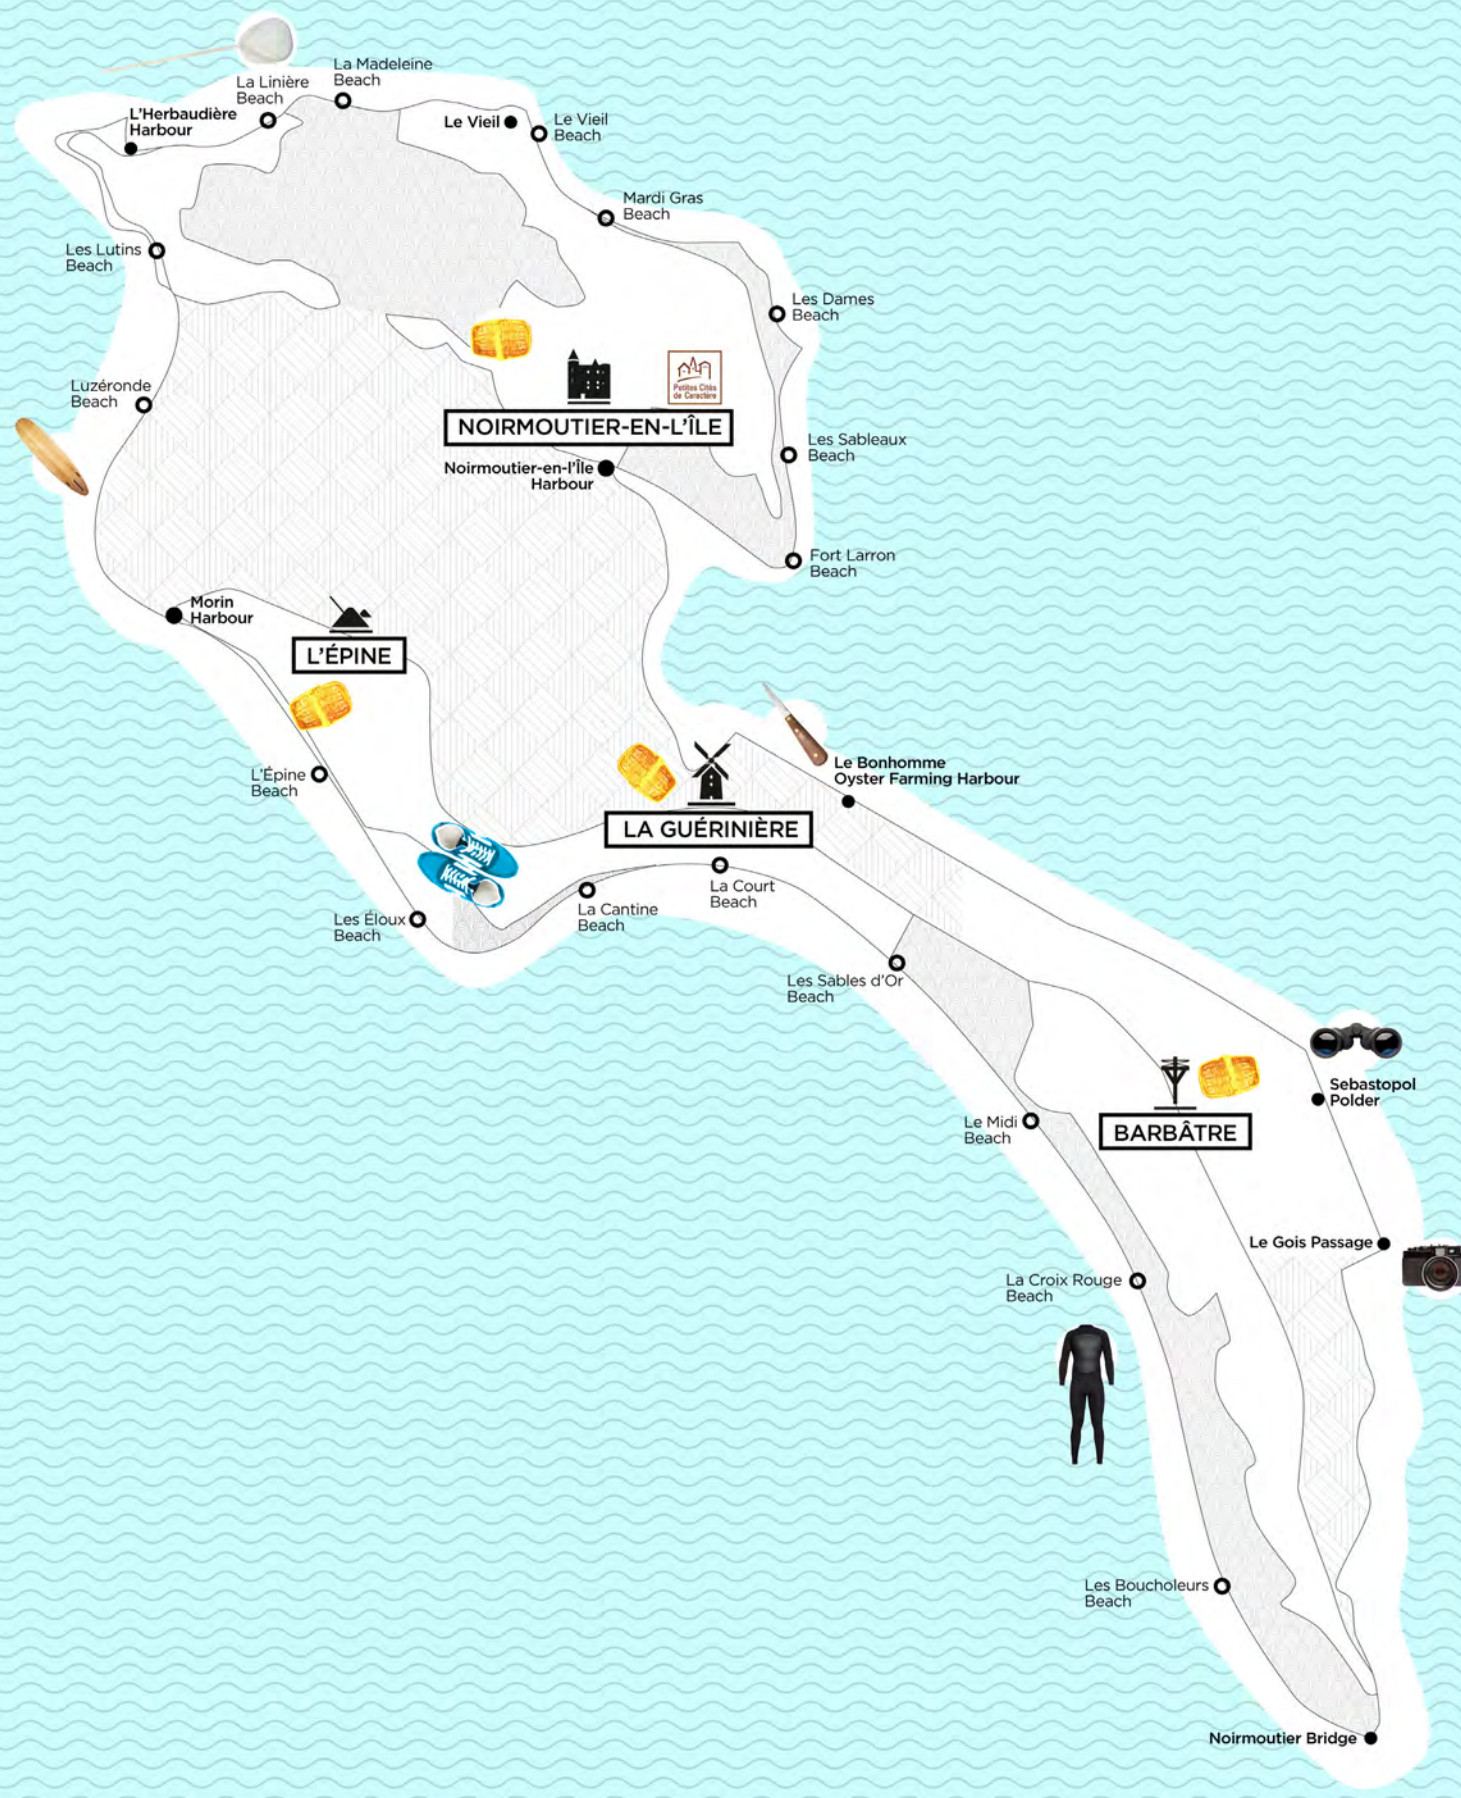 La Madeleine
Beach
La Linière
Beach
L'Herbaudière
Harbour
Le Vieil
Le Vieil
Beach
Mardi Gras
Beach
Les Lutins
Beach
Les Dames
Beach
Luzéronde
Beach
Petites Cités
de Caractère
NOIRMOUTIER-EN-L'ÎLE
Les Sableaux
Beach
Noirmoutier-en-l'Île
Harbour
Fort Larron
Beach
Morin
Harbour
L'ÉPINE
L'Épine
Beach
Le Bonhomme
Oyster Farming Harbour
LA GUÉRINIÈRE
La Court
Beach
La Cantine
Beach
Les Éloux
Beach
Les Sables d'Or
Beach
Sebastopol
Polder
Le Midi
Beach
BARBÂTRE
Le Gois Passage
La Croix Rouge
Beach
Les Boucholeurs
Beach
Noirmoutier Bridge